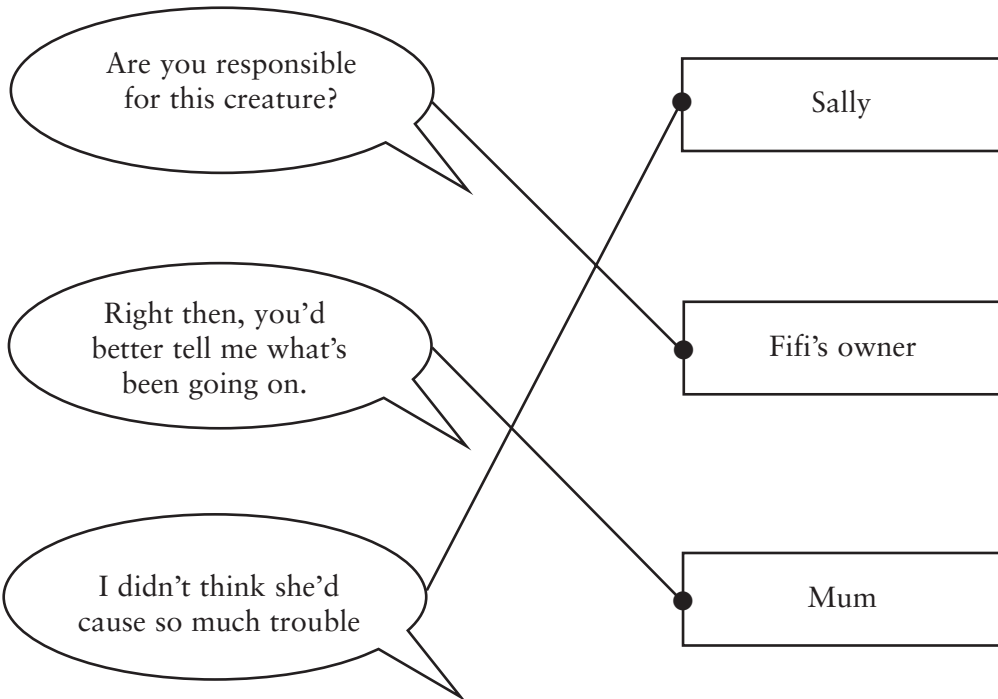 Are you responsible
for this creature?
Sally
Right then, you’d
better tell me what’s
been going on.
Fifi’s owner
I didn’t think she’d
cause so much trouble
Mum